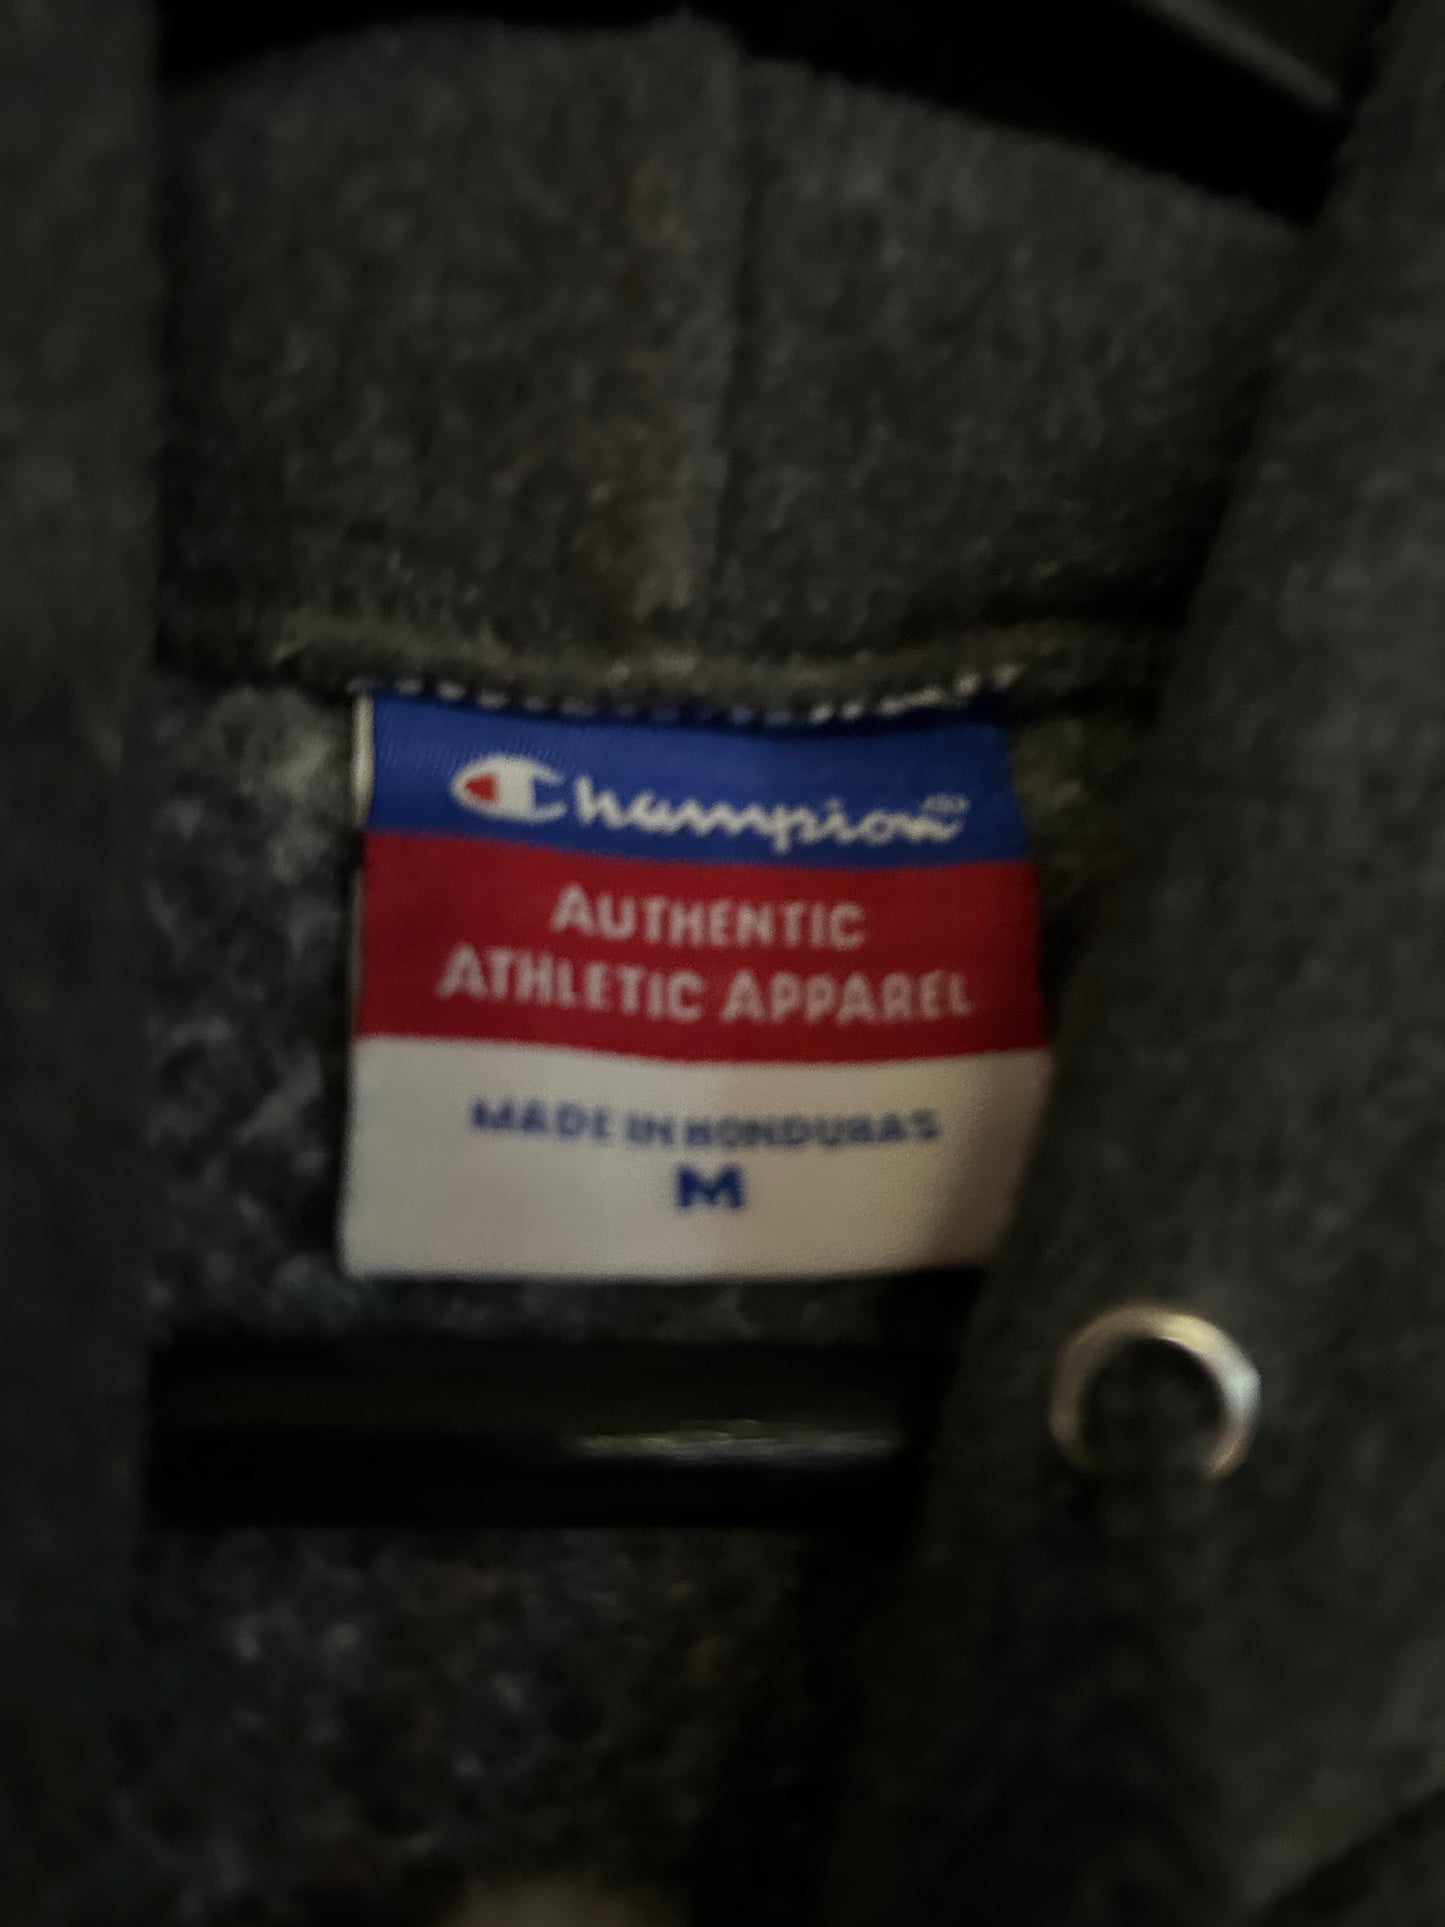 Champion®
AUTHENTIC
ATHLETIC APPAREL
MADE IN HONDURAS
M